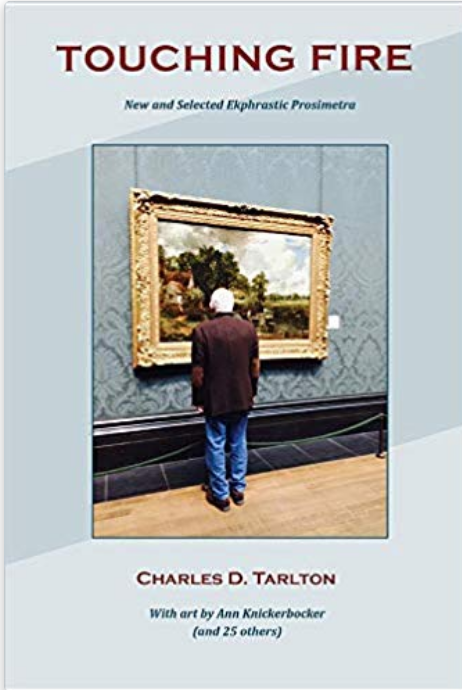 TOUCHING FIRE
New and Selected Ekphrastic Prosimetra
CHARLES D. TARLTON
With art by Ann Knickerbocker
(and 25 others)